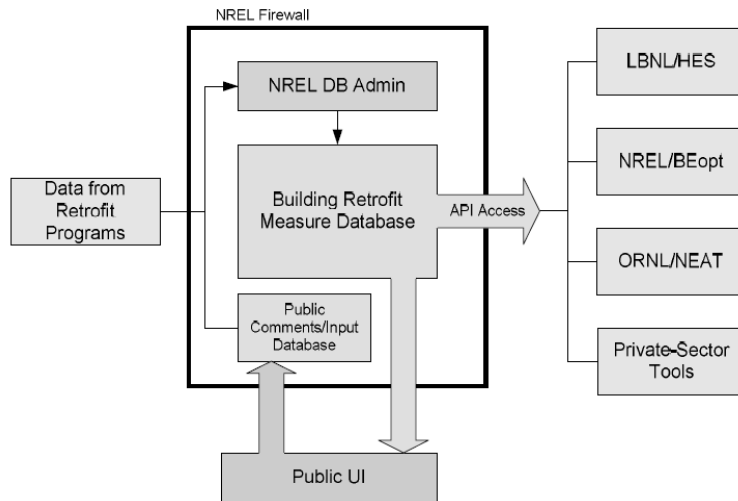 NREL Firewall
NREL DB Admin
Building Retrofit
Measure Database
Data from
Retrofit
Programs
API Access
Public
Comments/Input
Database
Public UI
LBNL/HES
NREL/BEopt
ORNL/NEAT
Private-Sector
Tools